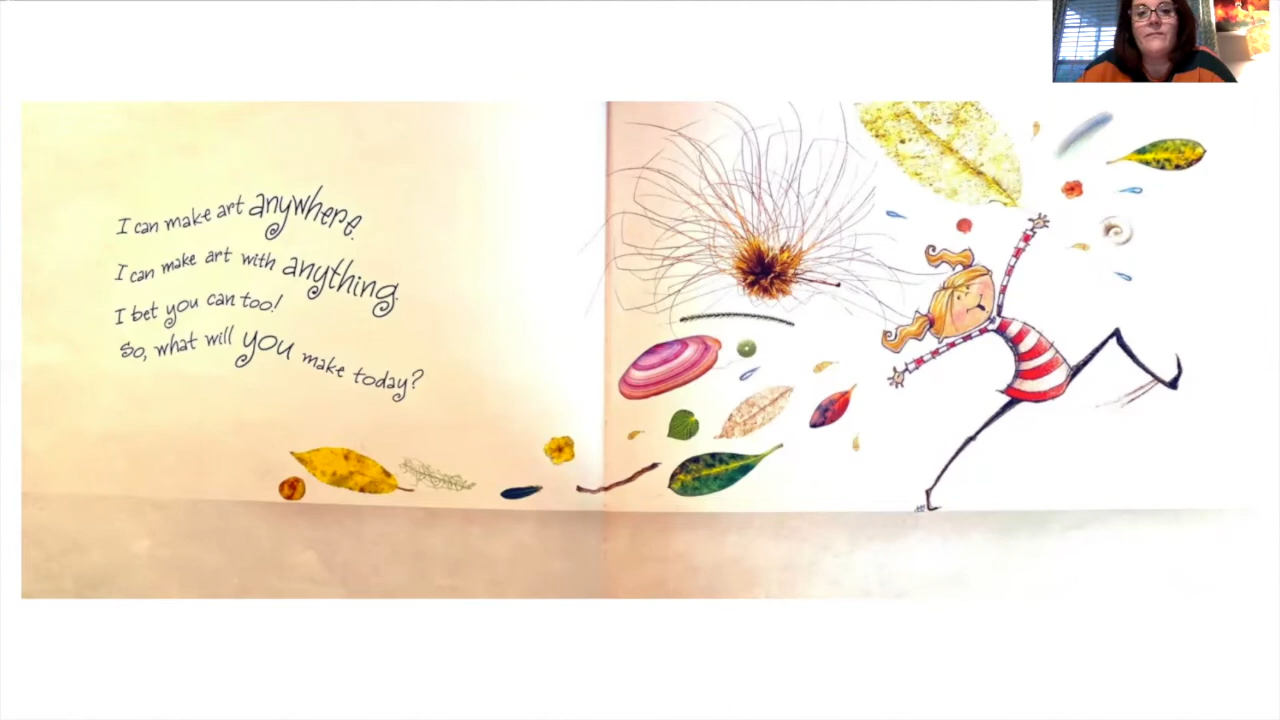 I can make art anywhere.
I can make art with anything.
I bet you can too!
So, what will you make today?